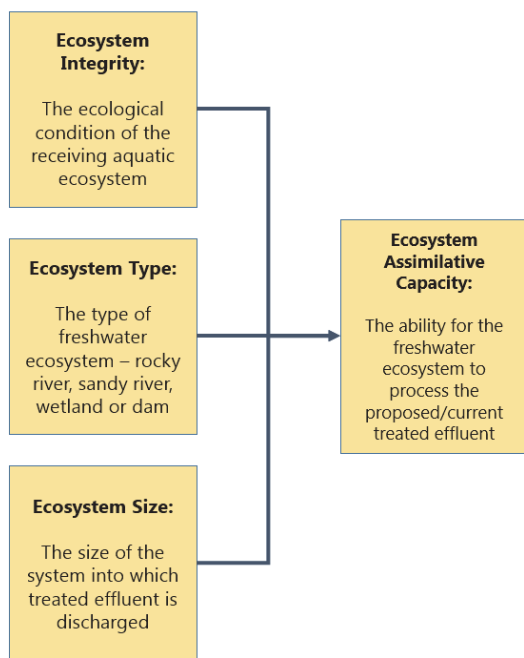 Ecosystem
Integrity:
The ecological
condition of the
receiving aquatic
ecosystem
Ecosystem Type:
The type of
freshwater
ecosystem – rocky
river, sandy river,
wetland or dam
Ecosystem Size:
The size of the
system into which
treated effluent is
discharged
Ecosystem
Assimilative
Capacity:
The ability for the
freshwater
ecosystem to
process the
proposed/current
treated effluent